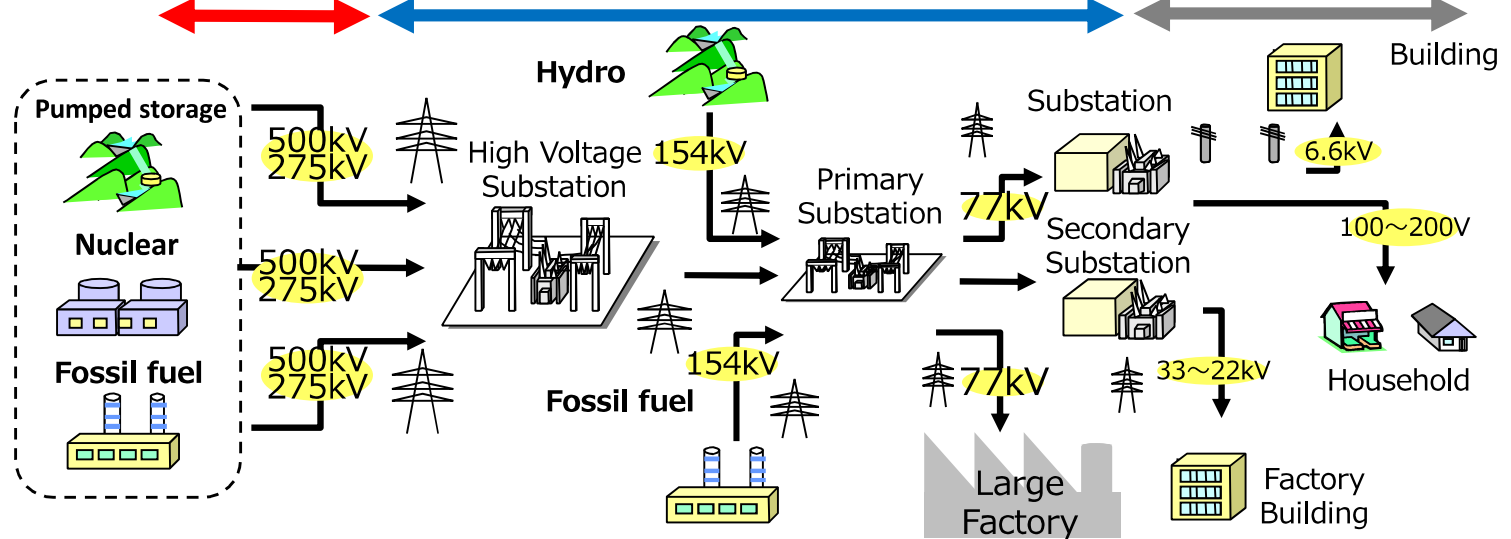 Pumped storage
500kV
275kV
Nuclear
500kV
275kV
Fossil fuel
500kV
275kV
High Voltage
Substation
Hydro
154kV
Fossil fuel
154kV
Primary
Substation
77kV
77kV
Large
Factory
Substation
Secondary
Substation
33～22kV
Factory
Building
6.6kV
Building
100～200V
Household